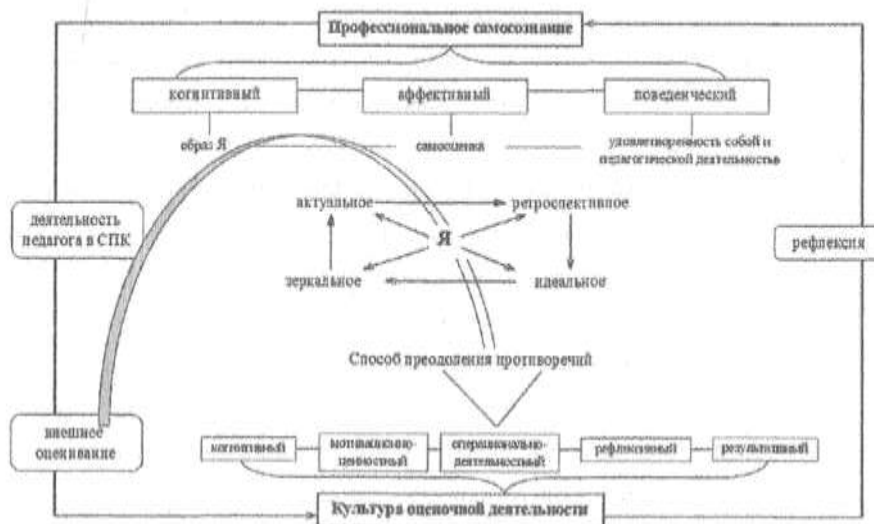 Профессиональное самосознание
когнитивный
аффективный
поведенческий
образ Я
самооценка
удовлетворенность собой и
педагогической деятельностью
деятельность
педагога в СПК
актуальное
ретроспективное
Я
рефлексия
зеркальное
идеальное
Способ преодоления противоречий
внешнее
оценивание
когнитивный
мотивационно-
ценностный
операционально-
деятельностный
рефлексивный
результативный
Культура оценочной деятельности